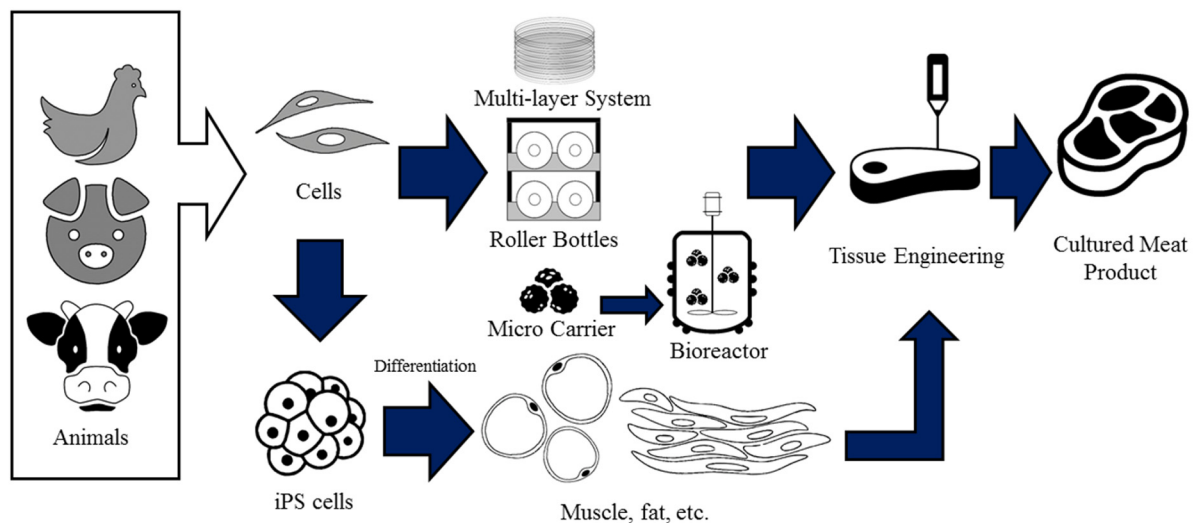 Animals
Cells
Multi-layer System
Roller Bottles
Micro Carrier
Bioreactor
Tissue Engineering
Cultured Meat
Product
iPS cells
Differentiation
Muscle, fat, etc.